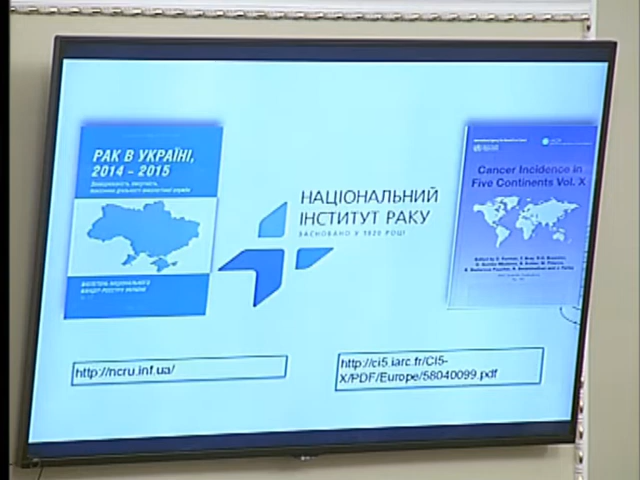 РАК В УКРАЇНІ,
2014 - 2015
НАЦІОНАЛЬНИЙ
ІНСТИТУТ РАКУ
ЗАСНОВАНО У 1920 РОЦІ
Cancer Incidence in
Five Continents Vol. X
http://ncru.inf.ua/
http://ci5.iarc.fr/CI5-
X/PDF/Europe/58040099.pdf